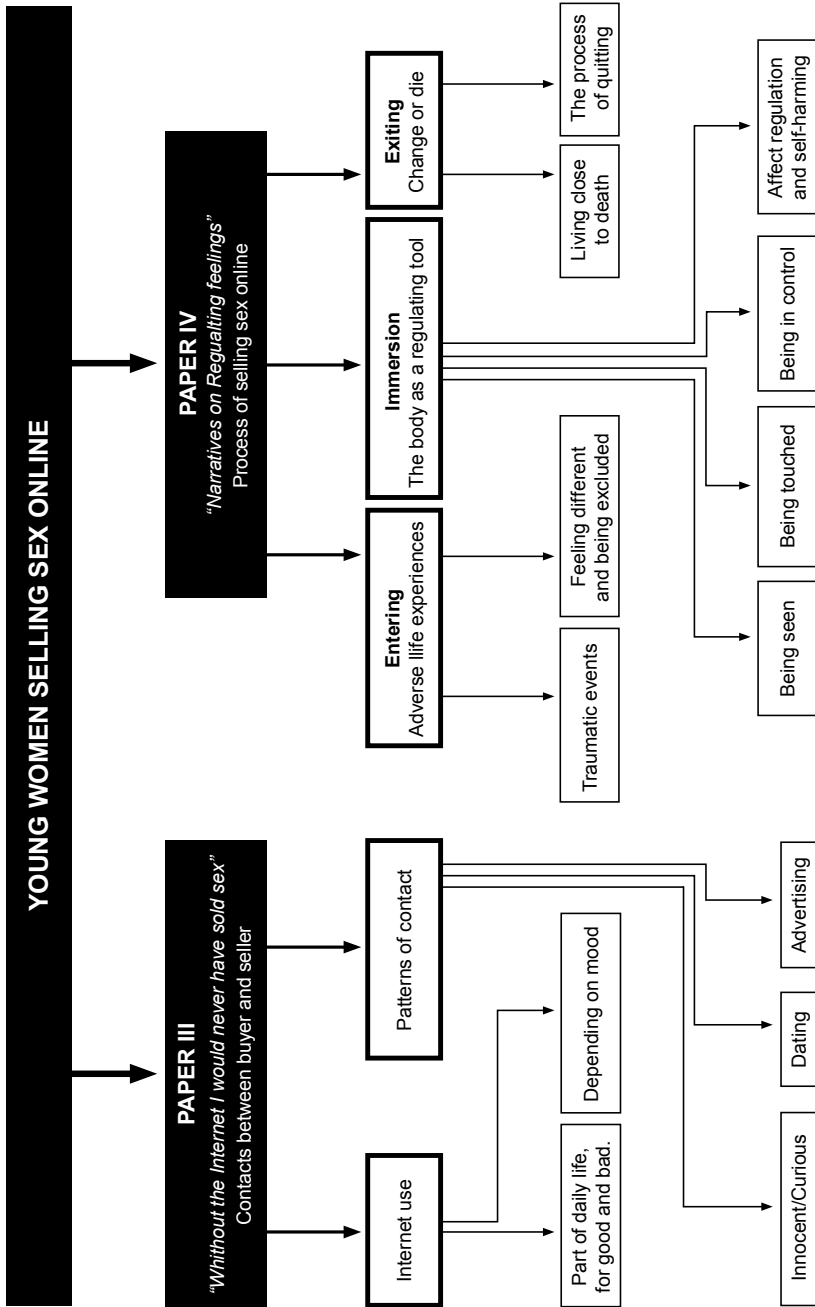 YOUNG WOMEN SELLING SEX ONLINE
PAPER III
"Whithout the Internet I would never have sold sex"
Contacts between buyer and seller
Internet use
Part of daily life,
for good and bad.
Depending on mood
Patterns of contact
Innocent/Curious
Dating
Advertising
PAPER IV
"Narratives on Regualting feelings"
Process of selling sex online
Entering
Adverse llife experiences
Traumatic events
Feeling different
and being excluded
Immersion
The body as a regulating tool
Being seen
Being touched
Being in control
Affect regulation
and self-harming
Exiting
Change or die
Living close
to death
The process
of quitting